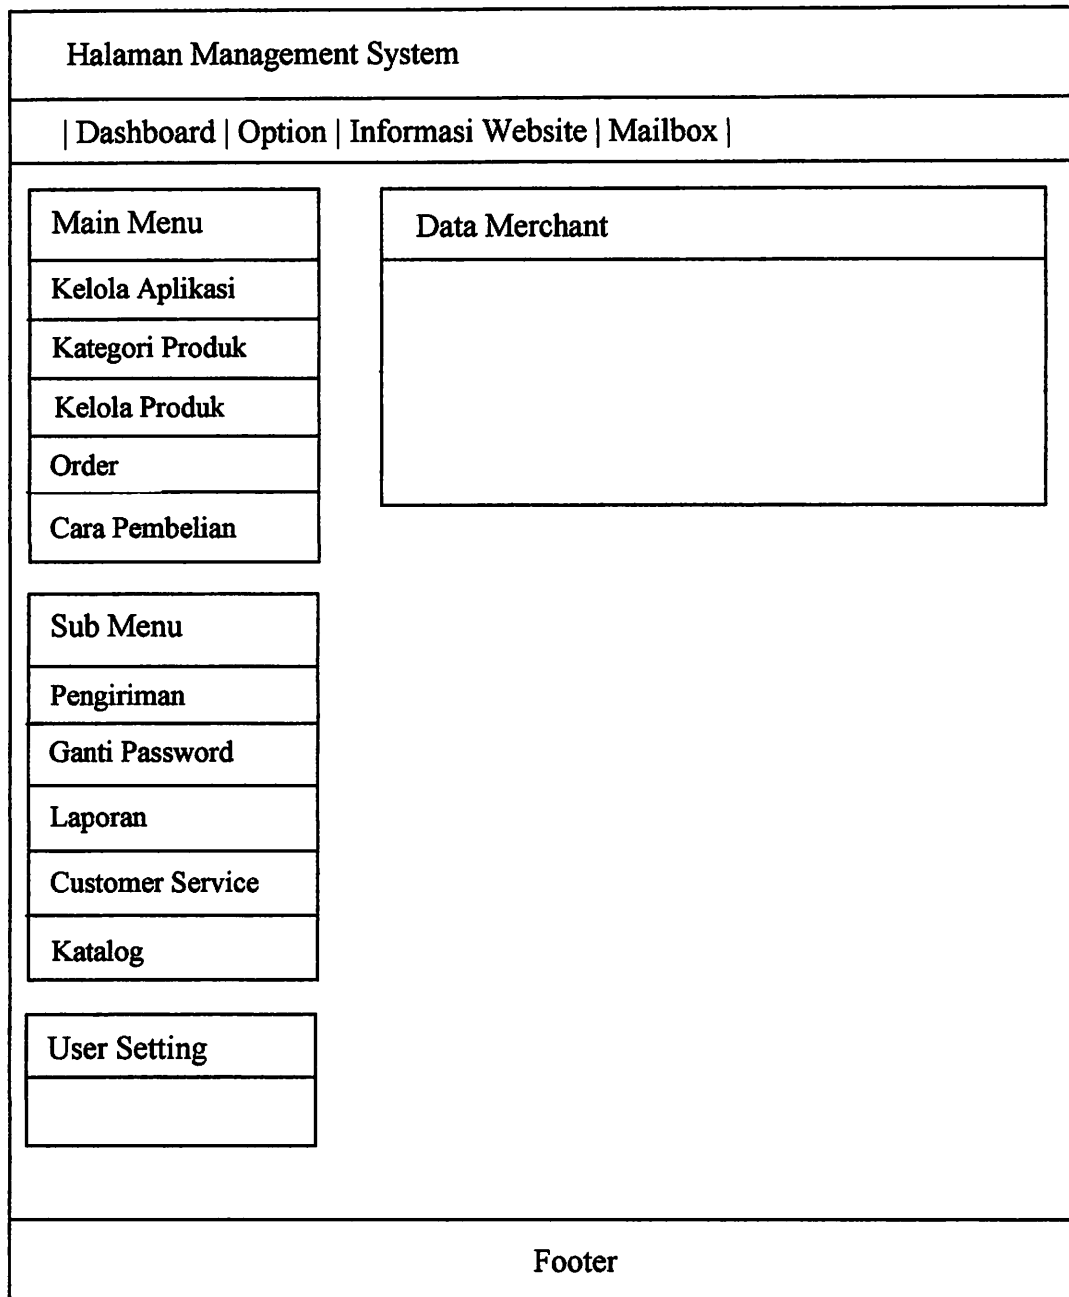 Halaman Management System
| Dashboard | Option | Informasi Website | Mailbox |
Main Menu
Kelola Aplikasi
Kategori Produk
Kelola Produk
Order
Cara Pembelian
Data Merchant
Sub Menu
Pengiriman
Ganti Password
Laporan
Customer Service
Katalog
User Setting
Footer